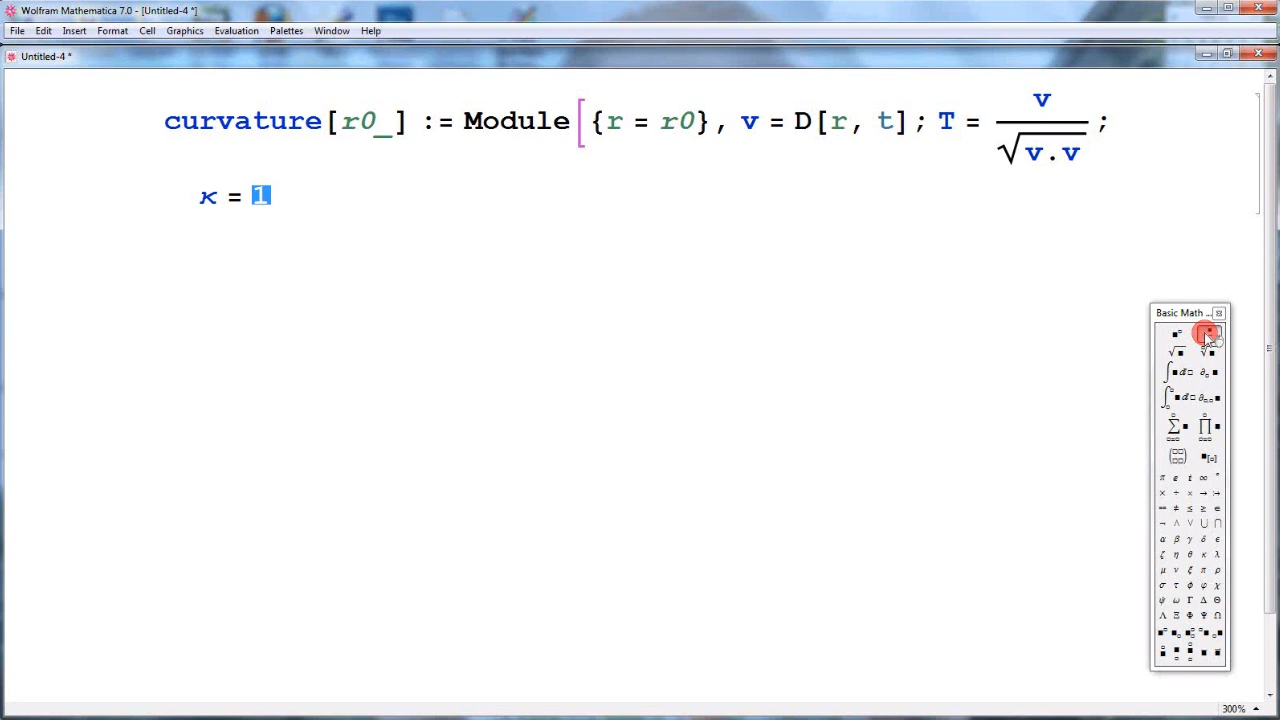 Wolfram Mathematica 7.0 - [Untitled-4 *]
File Edit Insert Format Cell Graphics Evaluation Palettes Window Help
Untitled-4 *
curvature[r0_] := Module[{r = r0}, v = D[r, t]; T = v/√v.v;
κ = 1
Basic Math ...
π e i ∞ °
× ÷ × → :→
== ≠ ≤ ≥ ∈
¬ ∧ ∨ ∪ ∩
α β γ δ ϵ
ζ η θ κ λ
μ ν ξ π ρ
σ τ ϕ φ χ
ψ ω Γ Δ Θ
Λ Ξ Φ Ψ Ω
300%